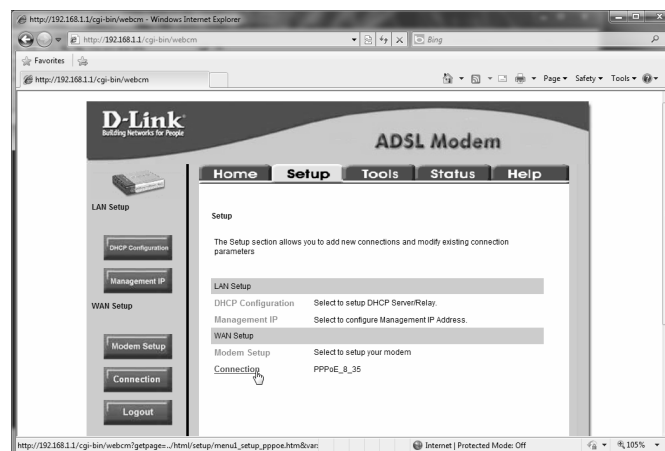 http://192.168.1.1/cgi-bin/webcm - Windows Internet Explorer
http://192.168.1.1/cgi-bin/webcm
Bing
Favorites
http://192.168.1.1/cgi-bin/webcm
Page Safety Tools
D-Link
Building Networks for People
ADSL Modem
Home Setup Tools Status Help
LAN Setup
DHCP Configuration
Management IP
WAN Setup
Modem Setup
Connection
Logout
Setup
The Setup section allows you to add new connections and modify existing connection
parameters
LAN Setup
DHCP Configuration Select to setup DHCP Server/Relay.
Management IP Select to configure Management IP Address.
WAN Setup
Modem Setup Select to setup your modem
Connection PPPoE_8_35
http://192.168.1.1/cgi-bin/webcm?getpage=../html/setup/menu1_setup_pppoe.htm&var:
Internet | Protected Mode: Off
105%